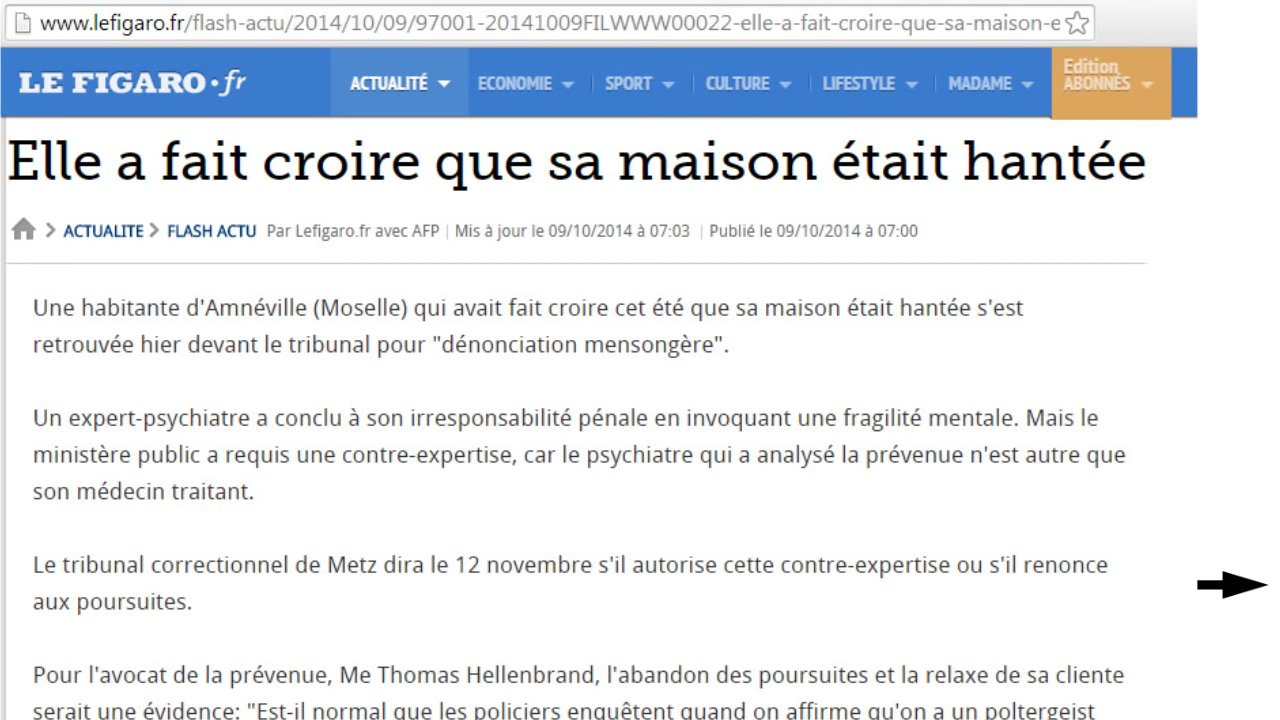 www.lefigaro.fr/flash-actu/2014/10/09/97001-20141009FILWWW00022-elle-a-fait-croire-que-sa-maison-e
LE FIGARO·fr ACTUALITÉ ECONOMIE SPORT CULTURE LIFESTYLE MADAME Edition ABONNÉS
Elle a fait croire que sa maison était hantée
ACTUALITE FLASH ACTU Par Lefigaro.fr avec AFP | Mis à jour le 09/10/2014 à 07:03 | Publié le 09/10/2014 à 07:00
Une habitante d'Amnéville (Moselle) qui avait fait croire cet été que sa maison était hantée s'est
retrouvée hier devant le tribunal pour "dénonciation mensongère".
Un expert-psychiatre a conclu à son irresponsabilité pénale en invoquant une fragilité mentale. Mais le
ministère public a requis une contre-expertise, car le psychiatre qui a analysé la prévenue n'est autre que
son médecin traitant.
Le tribunal correctionnel de Metz dira le 12 novembre s'il autorise cette contre-expertise ou s'il renonce
aux poursuites.
Pour l'avocat de la prévenue, Me Thomas Hellenbrand, l'abandon des poursuites et la relaxe de sa cliente
serait une évidence: "Est-il normal que les policiers enquêtent quand on affirme qu'on a un poltergeist